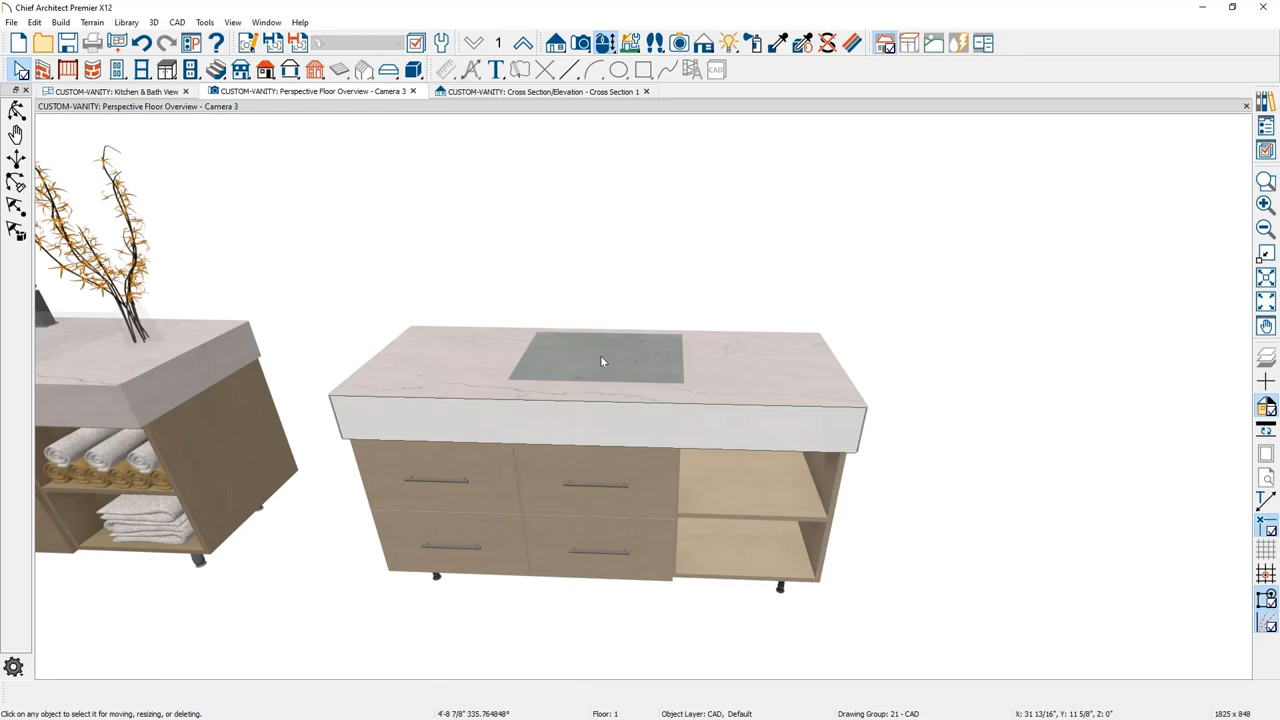 Chief Architect Premier X12
File Edit Build Terrain Library 3D CAD Tools View Window Help
1
CAD
CUSTOM-VANITY: Kitchen & Bath View CUSTOM-VANITY: Perspective Floor Overview - Camera 3 CUSTOM-VANITY: Cross Section/Elevation - Cross Section 1
CUSTOM-VANITY: Perspective Floor Overview - Camera 3
Click on any object to select it for moving, resizing, or deleting. 4'-8 7/8" 335.764848° Floor: 1 Object Layer: CAD, Default Drawing Group: 21 - CAD X: 31 13/16", Y: 11 5/8", Z: 0" 1825 x 848